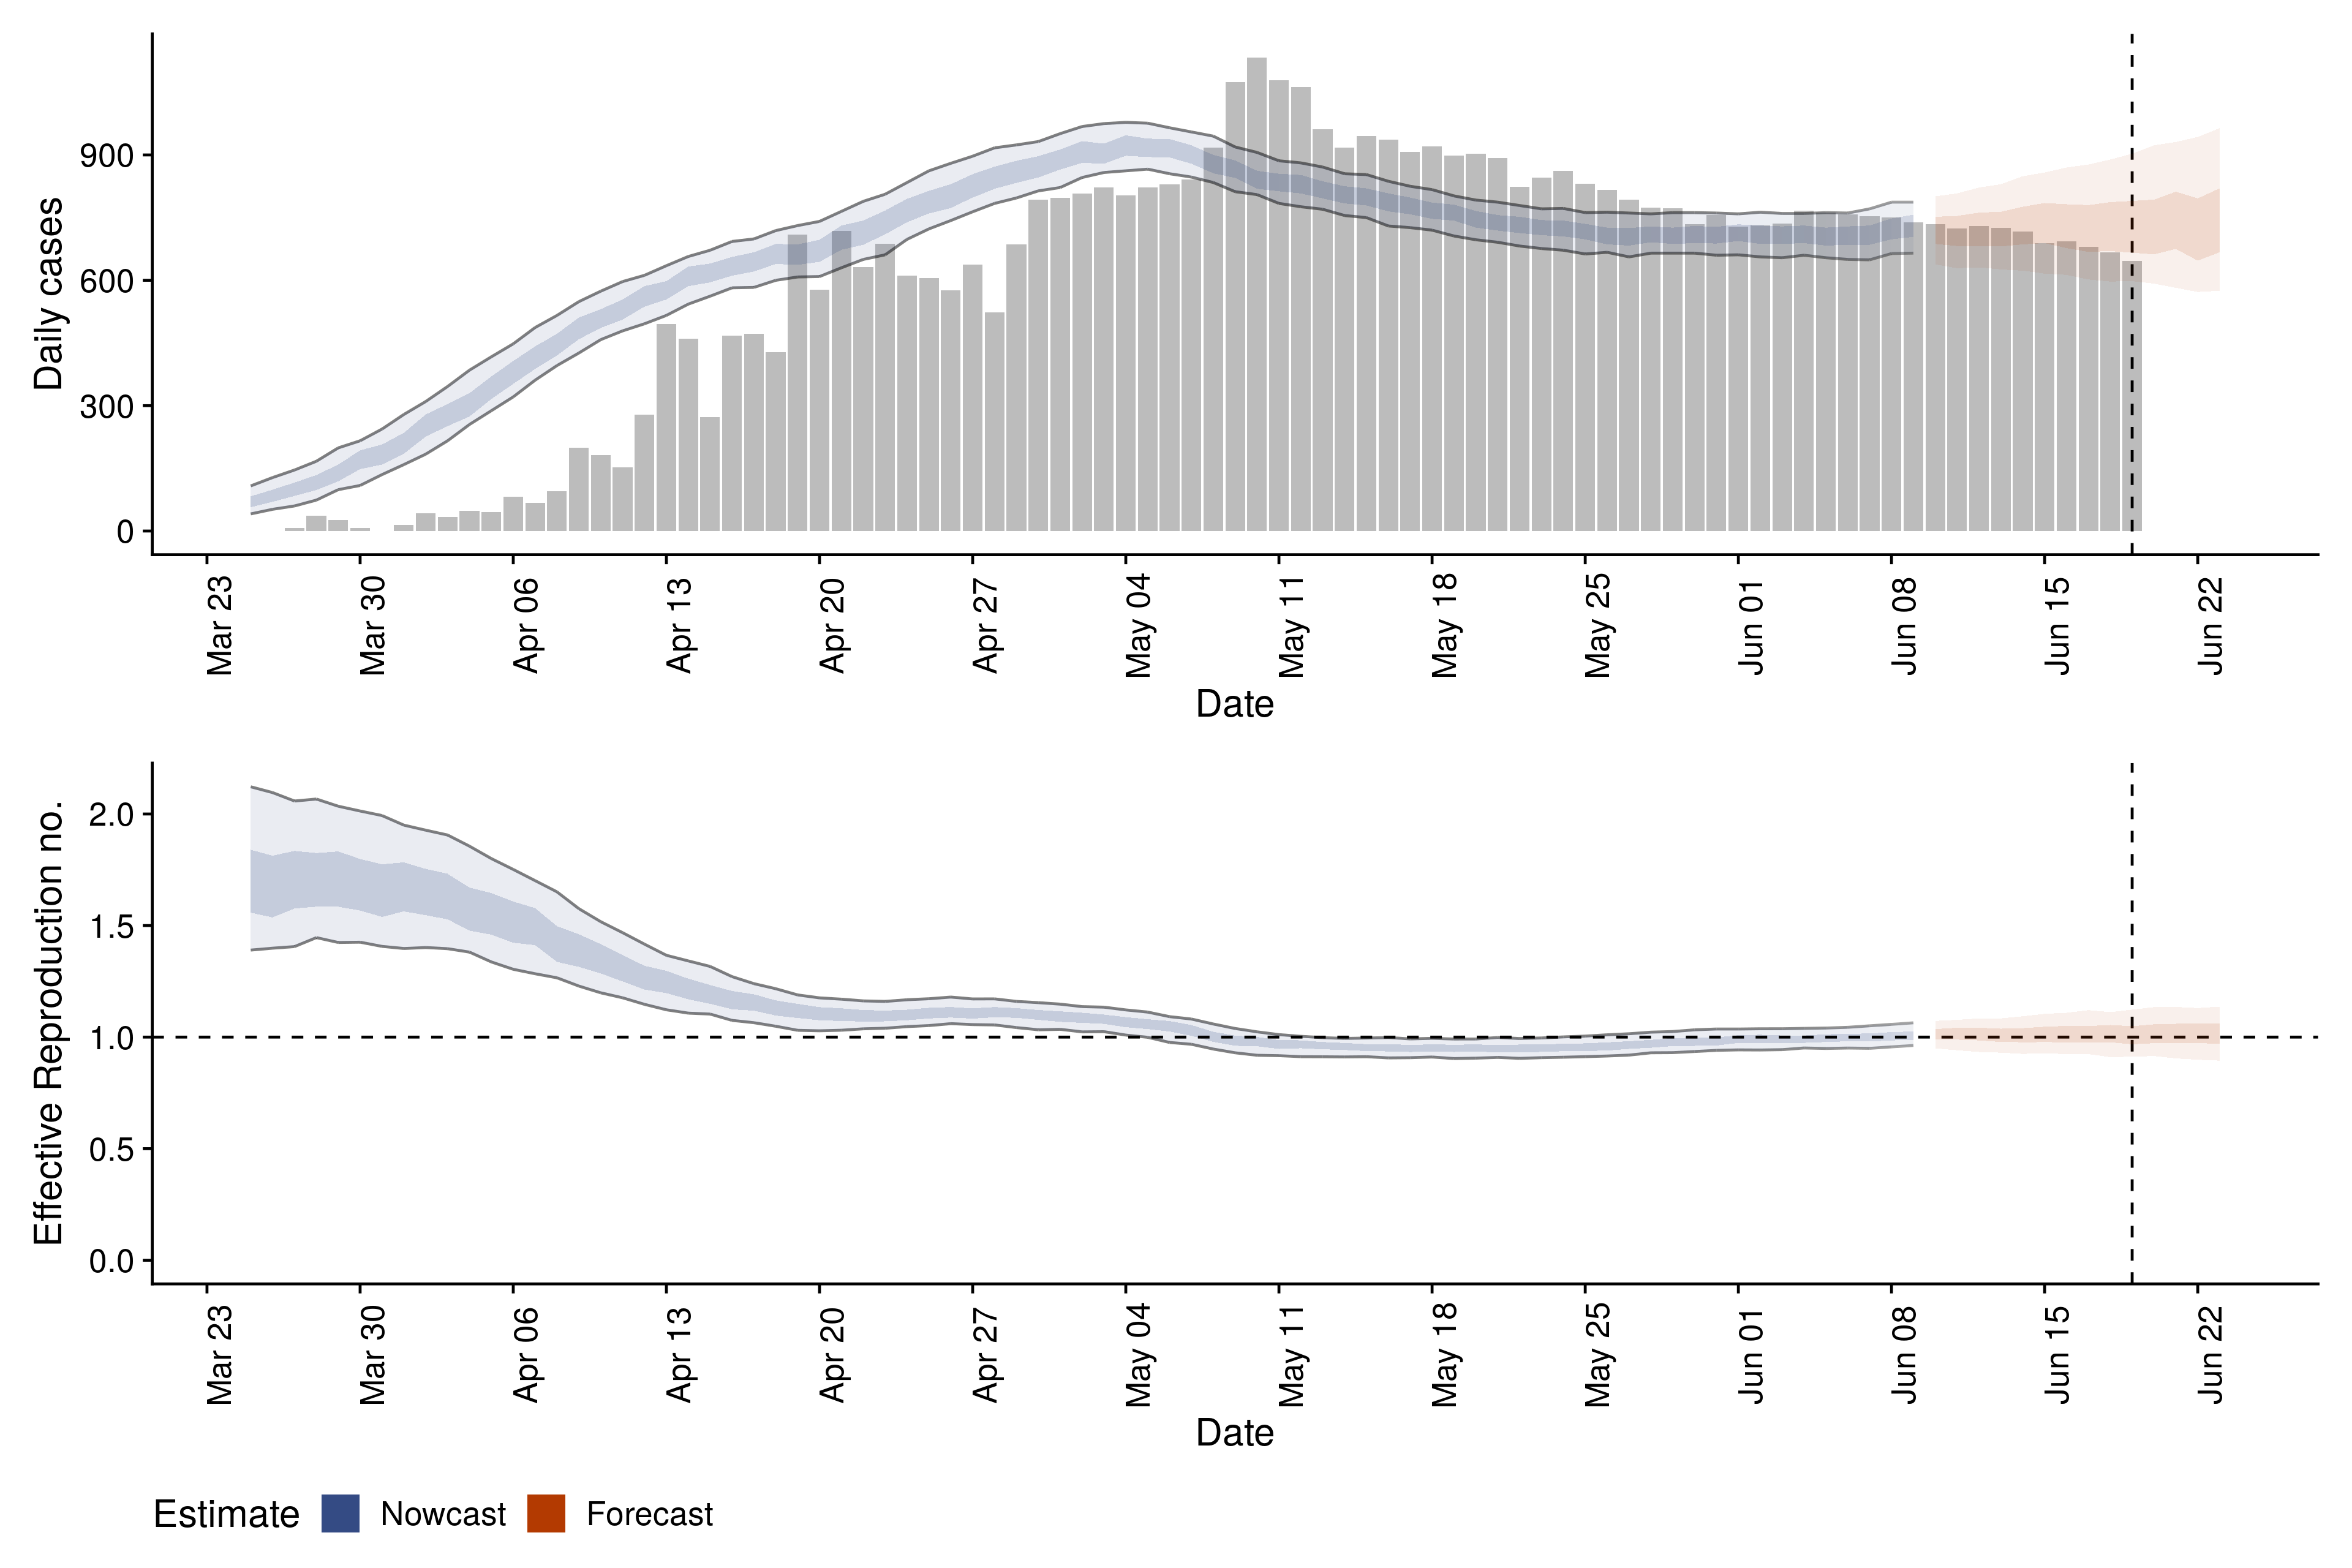 Daily cases
900
600
300
0
Mar 23
Mar 30
Apr 06
Apr 13
Apr 20
Apr 27
May 04
May 11
May 18
May 25
Jun 01
Jun 08
Jun 15
Jun 22
Date
Effective Reproduction no.
2.0
1.5
1.0
0.5
0.0
Mar 23
Mar 30
Apr 06
Apr 13
Apr 20
Apr 27
May 04
May 11
May 18
May 25
Jun 01
Jun 08
Jun 15
Jun 22
Date
Estimate Nowcast Forecast